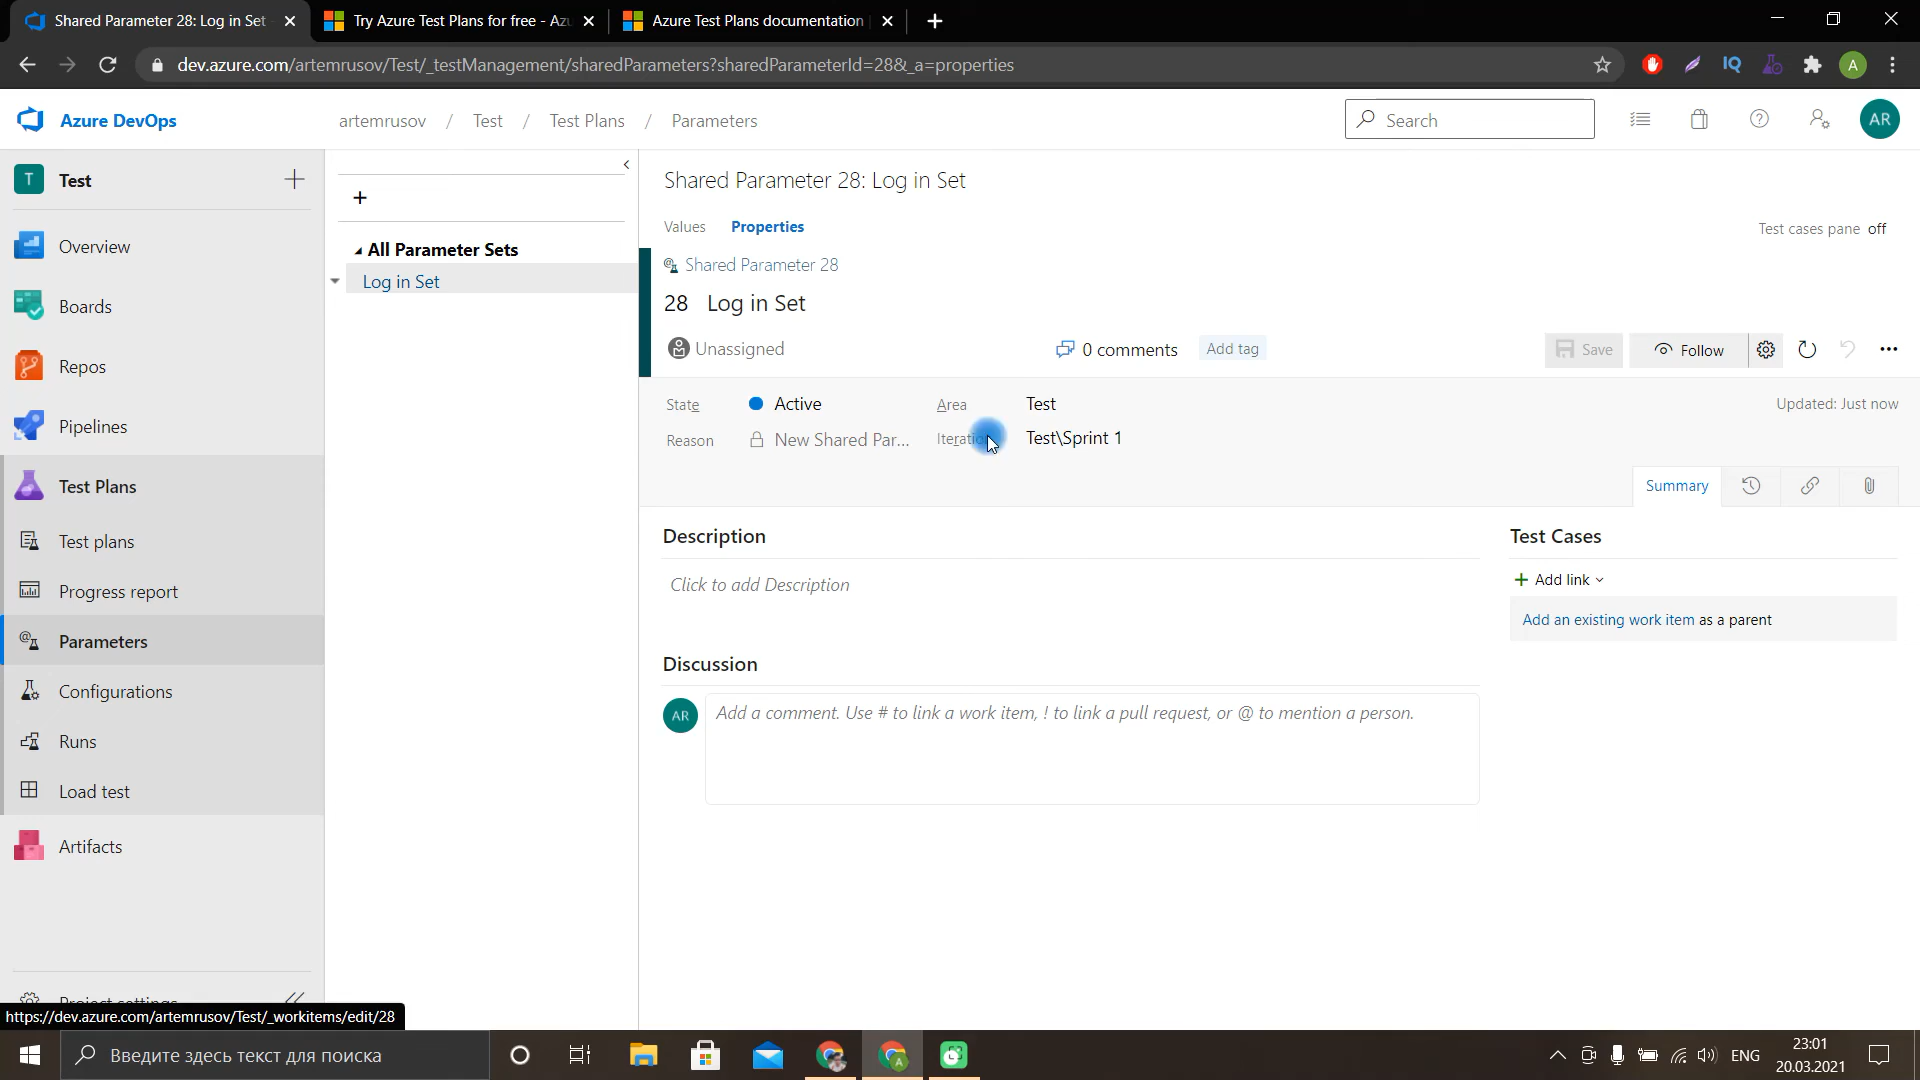 Shared Parameter 28: Log in Set
Try Azure Test Plans for free - Az
Azure Test Plans documentation
dev.azure.com/artemrusov/Test/_testManagement/sharedParameters?sharedParameterId=28&_a=properties
IQ
A
Azure DevOps
artemrusov / Test / Test Plans / Parameters
Search
AR
T
Test
Overview
Boards
Repos
Pipelines
Test Plans
Test plans
Progress report
Parameters
Configurations
Runs
Load test
Artifacts
Project settings
https://dev.azure.com/artemrusov/Test/_workitems/edit/28
All Parameter Sets
Log in Set
Shared Parameter 28: Log in Set
Values Properties
Test cases pane off
Shared Parameter 28
28 Log in Set
Unassigned
0 comments
Add tag
Save
Follow
State Active
Area Test
Updated: Just now
Reason New Shared Par...
Iteration Test\Sprint 1
Summary
Description
Click to add Description
Discussion
AR
Add a comment. Use # to link a work item, ! to link a pull request, or @ to mention a person.
Test Cases
Add link
Add an existing work item as a parent
Введите здесь текст для поиска
A
ENG
23:01
20.03.2021